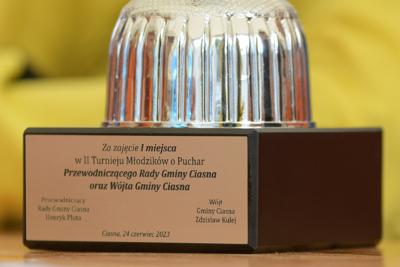 Za zajęcie I miejsca
w II Turnieju Młodzików o Puchar
Przewodniczącego Rady Gminy Ciasna
oraz Wójta Gminy Ciasna
Przewodniczący
Rady Gminy Ciasna
Henryk Pluta
Wójt
Gminy Ciasna
Zdzisław Kulej
Ciasna, 24 czerwiec 2023